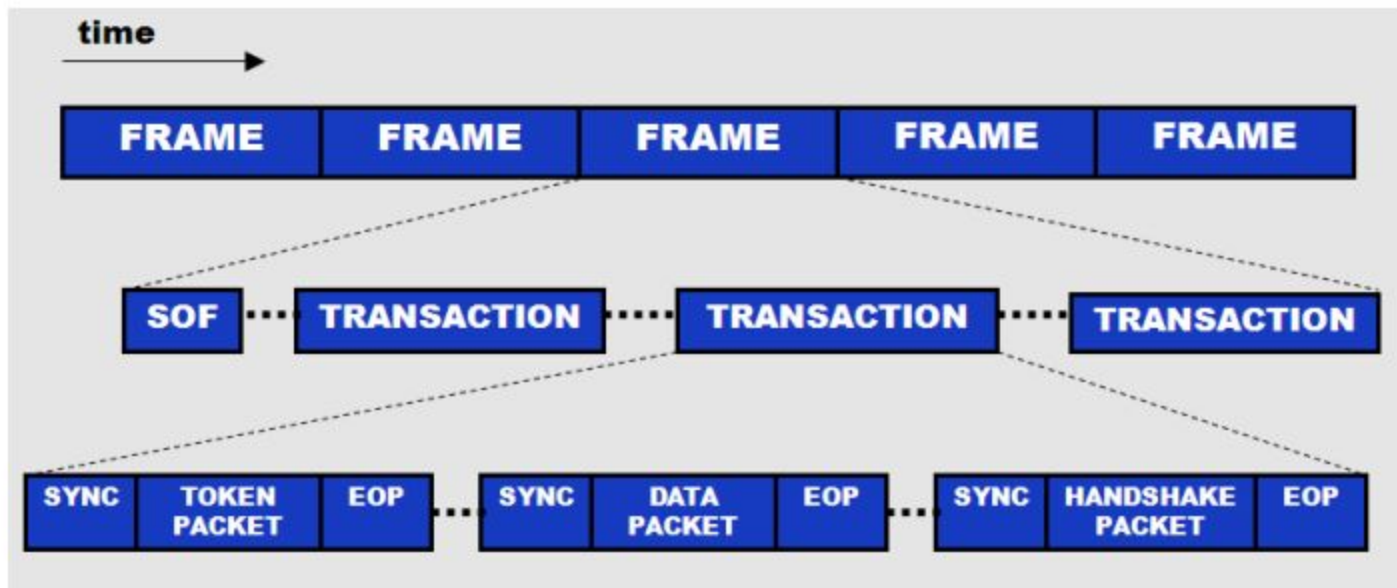 time
FRAME FRAME FRAME FRAME FRAME
SOF TRANSACTION TRANSACTION TRANSACTION
SYNC TOKEN PACKET EOP SYNC DATA PACKET EOP SYNC HANDSHAKE PACKET EOP